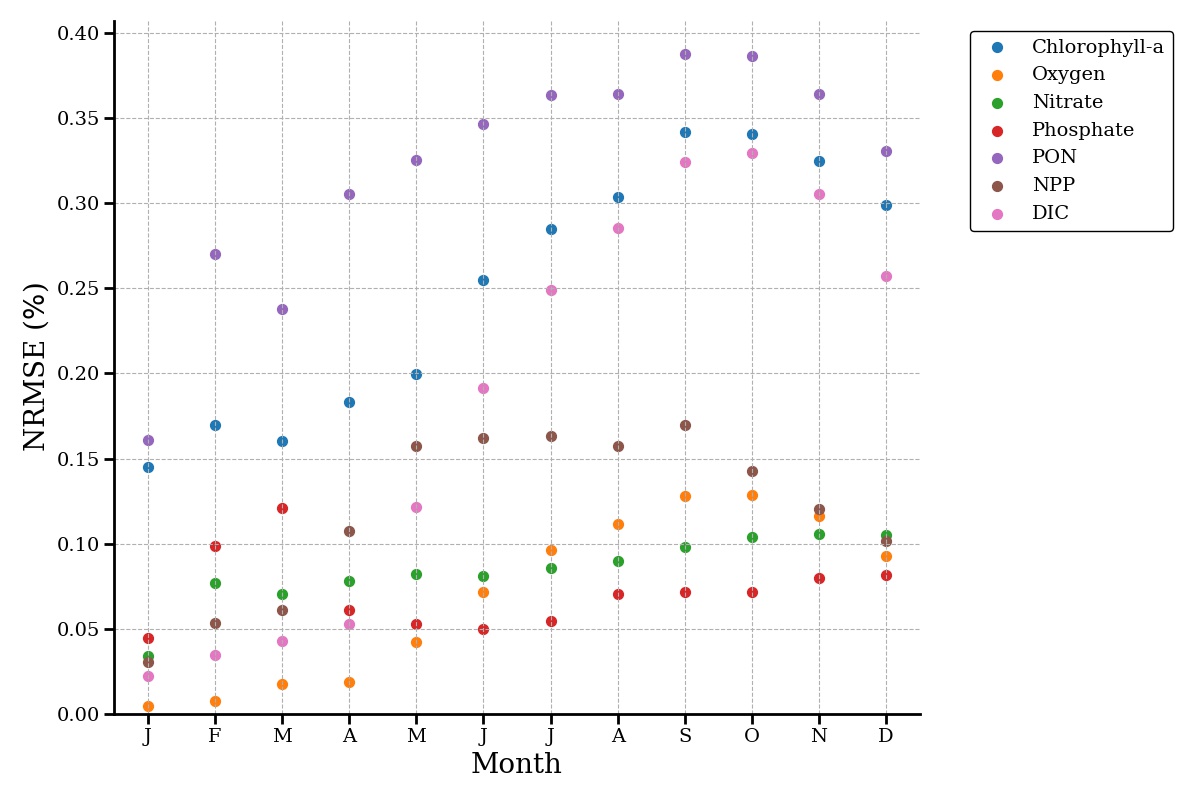 0.40
0.35
0.30
0.25
0.20
0.15
0.10
0.05
0.00
NRMSE (%)
J F M A M J J A S O N D
Month
Chlorophyll-a
Oxygen
Nitrate
Phosphate
PON
NPP
DIC